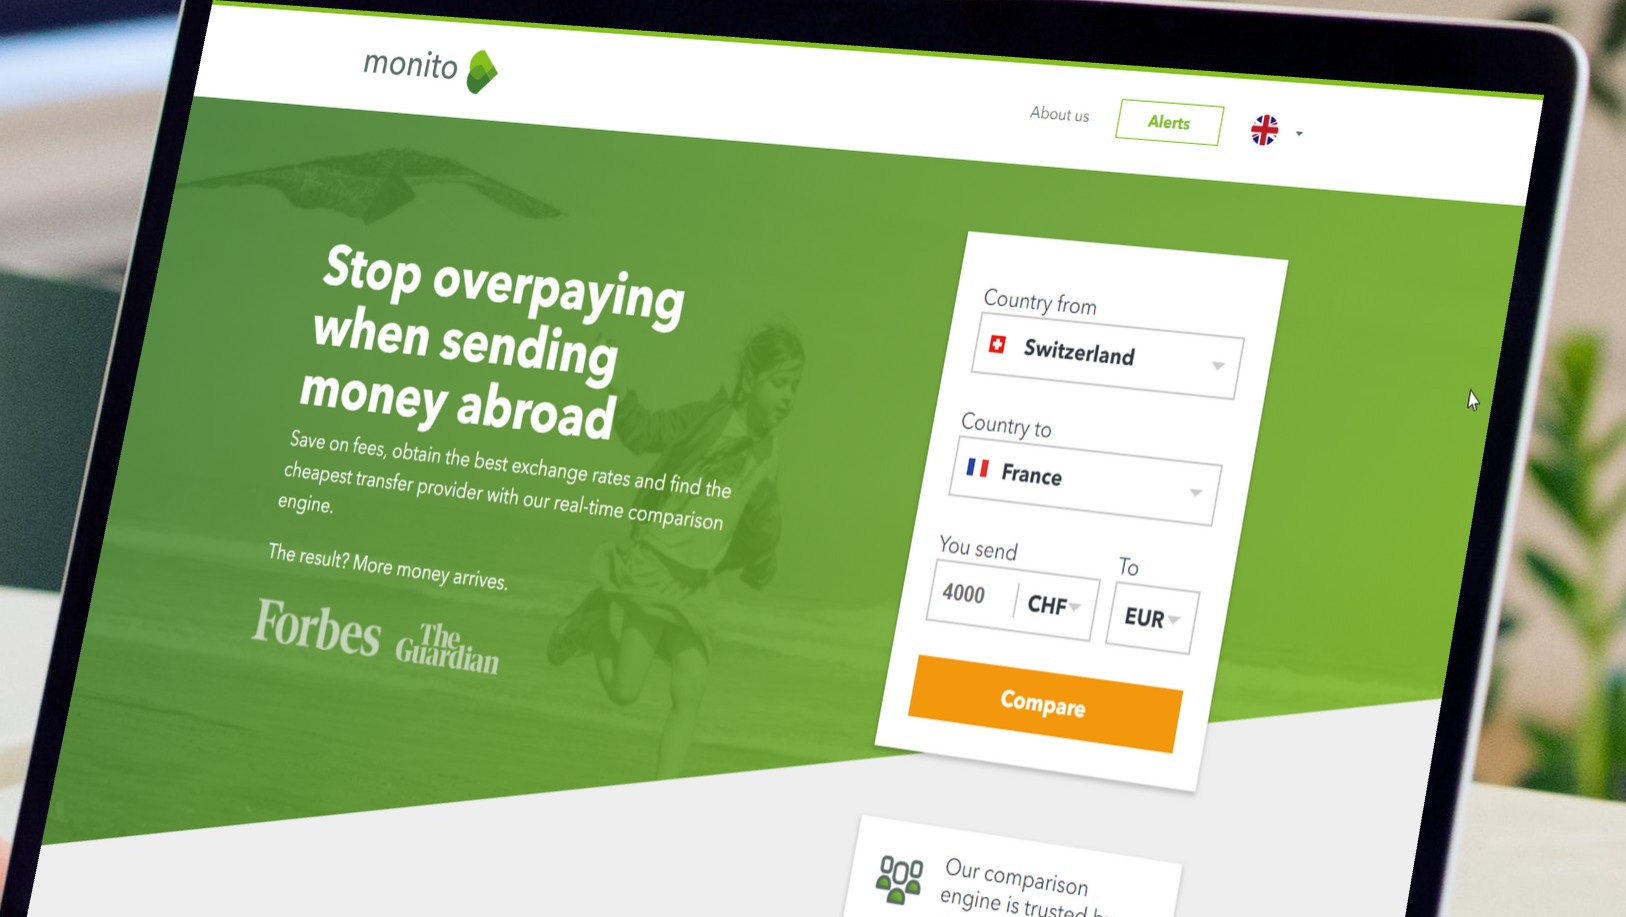 monito
About us
Alerts
Stop overpaying
when sending
money abroad
Save on fees, obtain the best exchange rates and find the
cheapest transfer provider with our real-time comparison
engine.
The result? More money arrives.
Forbes
The
Guardian
Country from
Switzerland
Country to
France
You send
To
4000
CHF
EUR
Compare
Our comparison
engine is trusted